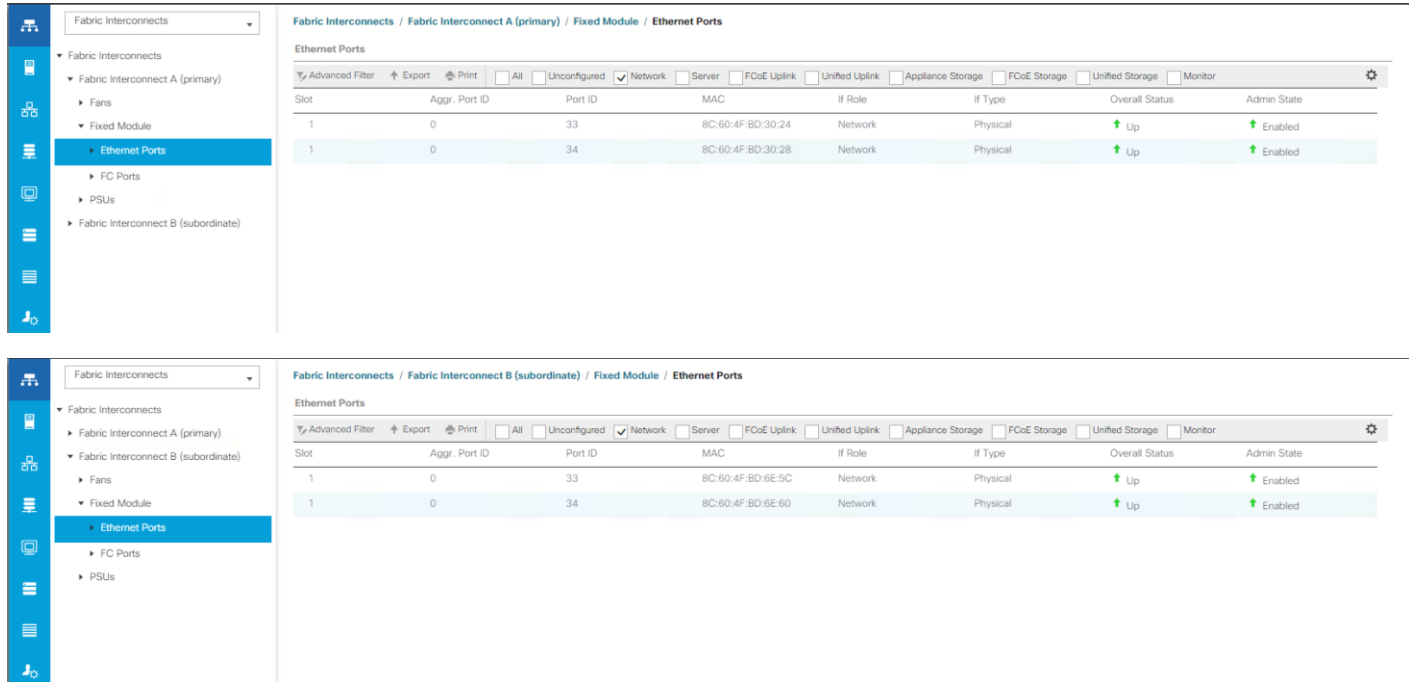 Fabric Interconnects
Fabric Interconnects / Fabric Interconnect A (primary) / Fixed Module / Ethernet Ports
Fabric Interconnects
Fabric Interconnect A (primary)
Fans
Fixed Module
Ethernet Ports
FC Ports
PSUs
Fabric Interconnect B (subordinate)
Ethernet Ports
Advanced Filter Export Print All Unconfigured Network Server FCoE Uplink Unified Uplink Appliance Storage FCoE Storage Unified Storage Monitor
Slot Aggr. Port ID Port ID MAC If Role If Type Overall Status Admin State
1 0 33 8C:60:4F:BD:30:24 Network Physical Up Enabled
1 0 34 8C:60:4F:BD:30:28 Network Physical Up Enabled
Fabric Interconnects
Fabric Interconnects / Fabric Interconnect B (subordinate) / Fixed Module / Ethernet Ports
Fabric Interconnects
Fabric Interconnect A (primary)
Fabric Interconnect B (subordinate)
Fans
Fixed Module
Ethernet Ports
FC Ports
PSUs
Ethernet Ports
Advanced Filter Export Print All Unconfigured Network Server FCoE Uplink Unified Uplink Appliance Storage FCoE Storage Unified Storage Monitor
Slot Aggr. Port ID Port ID MAC If Role If Type Overall Status Admin State
1 0 33 8C:60:4F:BD:6E:5C Network Physical Up Enabled
1 0 34 8C:60:4F:BD:6E:60 Network Physical Up Enabled